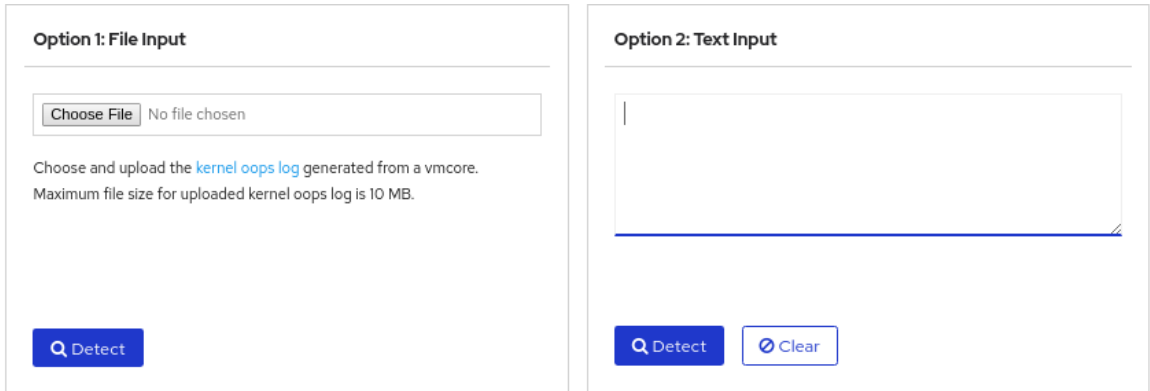 Option 1: File Input
Choose File No file chosen
Choose and upload the kernel oops log generated from a vmcore.
Maximum file size for uploaded kernel oops log is 10 MB.
Detect
Option 2: Text Input
Detect
Clear